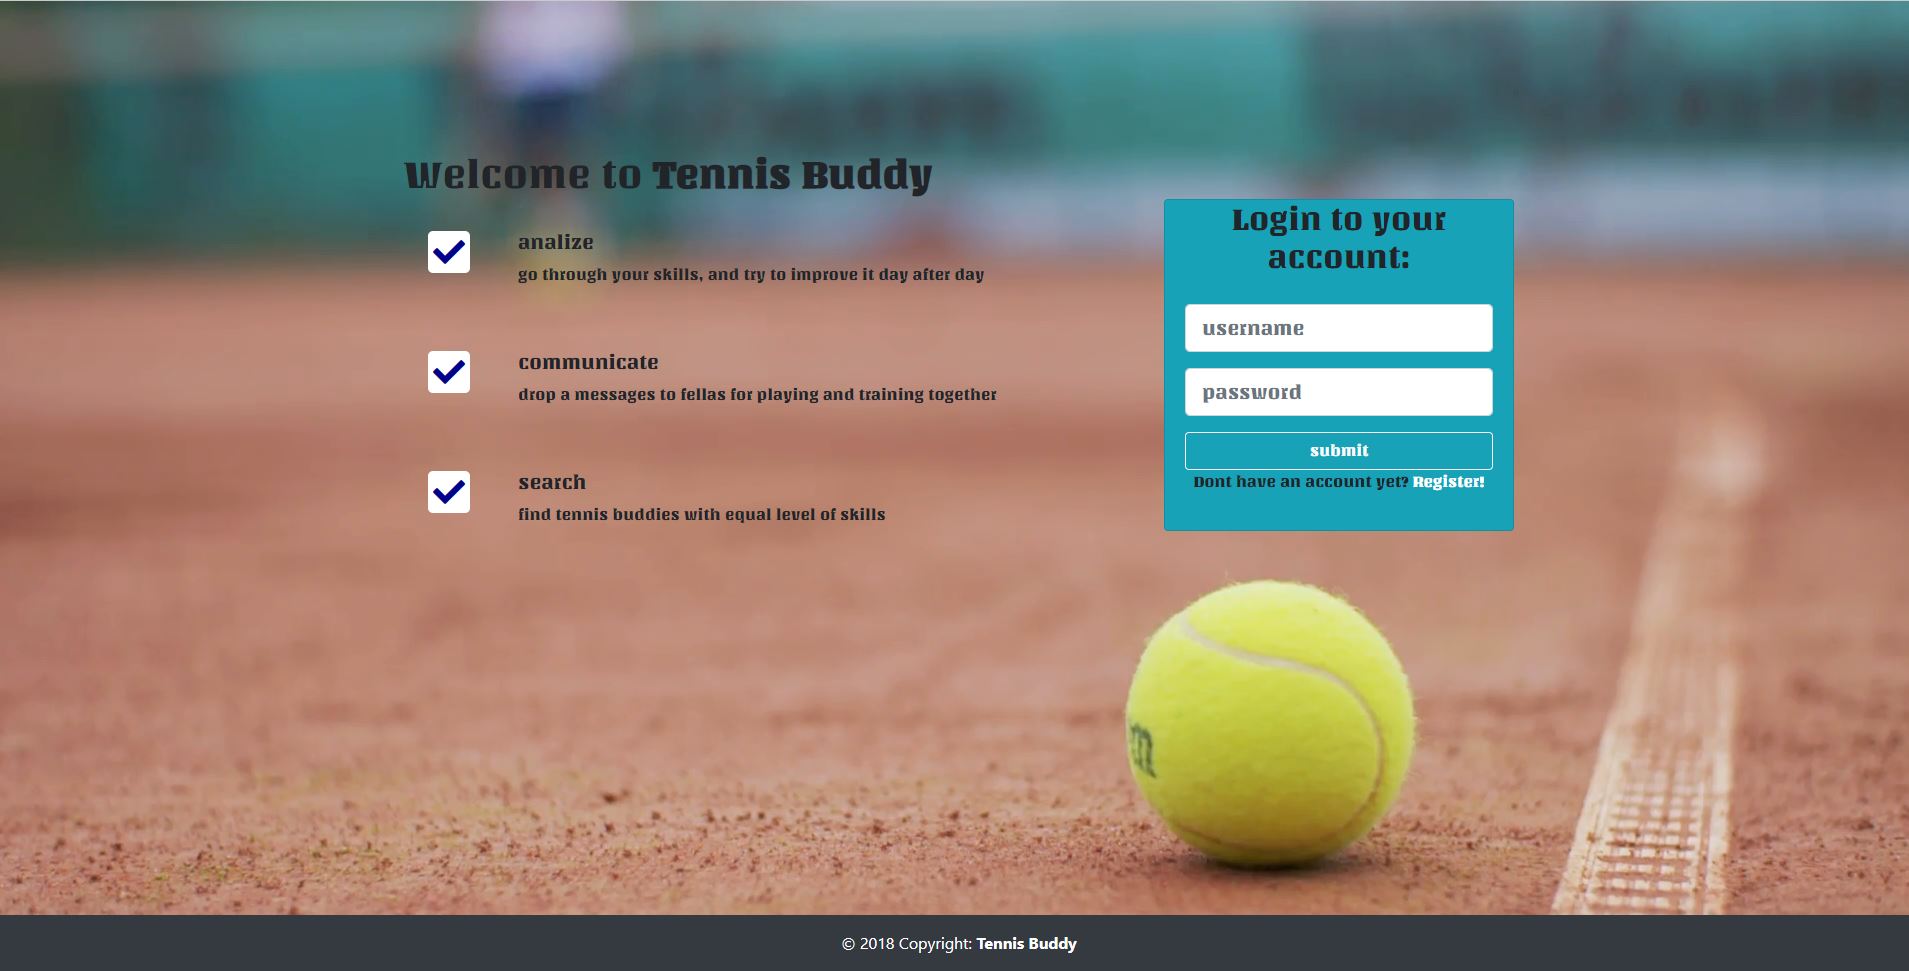 Welcome to Tennis Buddy
analize
go through your skills, and try to improve it day after day
communicate
drop a messages to fellas for playing and training together
search
find tennis buddies with equal level of skills
Login to your
account:
username
password
submit
Dont have an account yet? Register!
© 2018 Copyright: Tennis Buddy